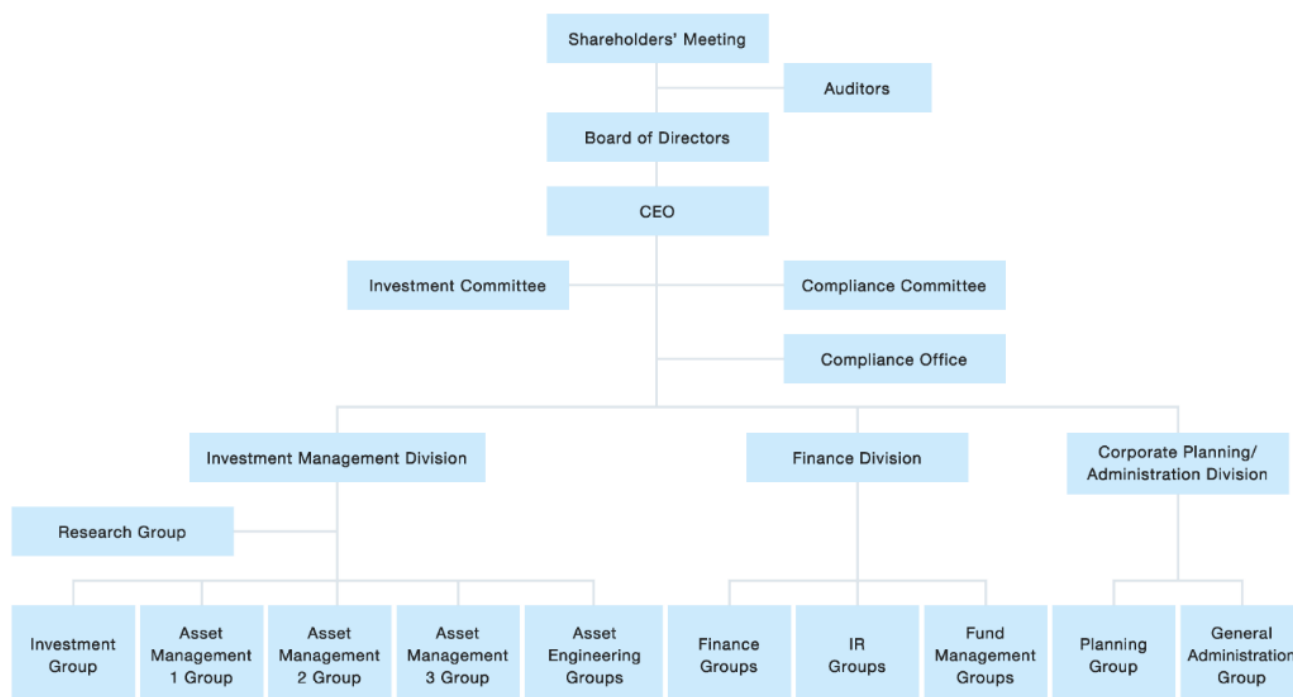 Shareholders’ Meeting
Auditors
Board of Directors
CEO
Investment Committee
Compliance Committee
Compliance Office
Investment Management Division
Finance Division
Corporate Planning/
Administration Division
Research Group
Investment
Group
Asset
Management
1 Group
Asset
Management
2 Group
Asset
Management
3 Group
Asset
Engineering
Groups
Finance
Groups
IR
Groups
Fund
Management
Groups
Planning
Group
General
Administration
Group